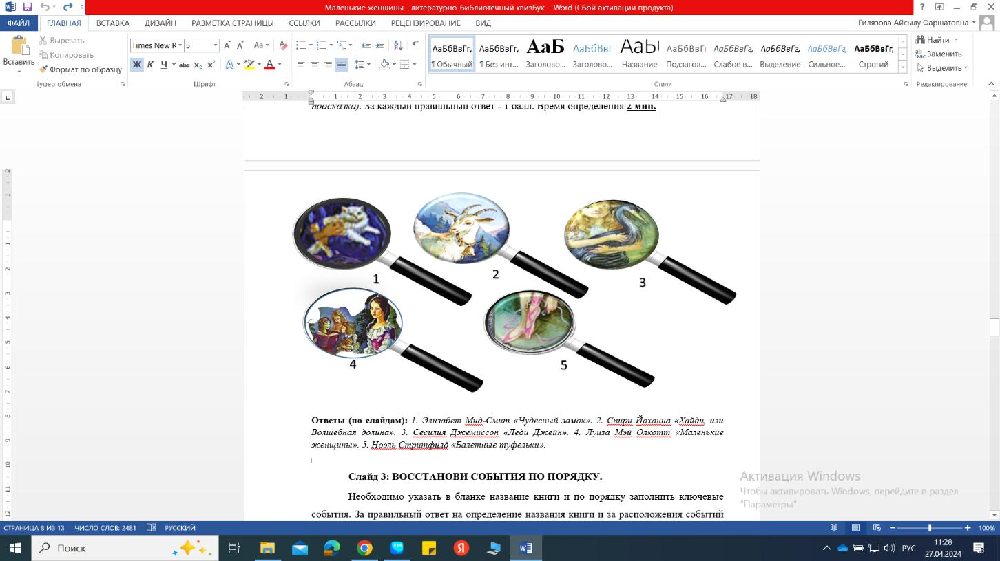 Маленькие женщины - литературно-библиотечный квизбук - Word (Сбой активации продукта)
ФАЙЛ ГЛАВНАЯ ВСТАВКА ДИЗАЙН РАЗМЕТКА СТРАНИЦЫ ССЫЛКИ РАССЫЛКИ РЕЦЕНЗИРОВАНИЕ ВИД Гилязова Айсылу Фаршатовна
Вставить
Вырезать
Копировать
Формат по образцу
Буфер обмена
Times New R 5
Ж К Ч abc x₂ x²
Шрифт
Абзац
АаБбВвГг, АаБбВвГг, АаБ АаБбВвГ АаБ АаБбВвГ АаБбВвГг, АаБбВвГг, АаБбВвГг, АаБбВвГг,
¶ Обычный ¶ Без инт... Заголово... Заголово... Название Подзагол... Слабое в... Выделение Сильное... Строгий
Стили
Найти
Заменить
Выделить
Редактирование
2 1 1 2 3 4 5 6 7 8 9 10 11 12 13 14 15 16 17 18
подсказка). За каждый правильный ответ - 1 балл. Время определения 2 мин.
1
2
3
4
5
Ответы (по слайдам): 1. Элизабет Мид-Смит «Чудесный замок». 2. Спири Йоханна «Хайди, или
Волшебная долина». 3. Сесилия Джемиссон «Леди Джейн». 4. Луиза Мэй Олкотт «Маленькие
женщины». 5. Ноэль Стритфилд «Балетные туфельки».
Слайд 3: ВОССТАНОВИ СОБЫТИЯ ПО ПОРЯДКУ.
Необходимо указать в бланке название книги и по порядку заполнить ключевые
события. За правильный ответ на определение названия книги и за расположения событий
Активация Windows
Чтобы активировать Windows, перейдите в раздел
"Параметры".
СТРАНИЦА 8 ИЗ 13 ЧИСЛО СЛОВ: 2481 РУССКИЙ 100%
Поиск
РУС
11:28
27.04.2024